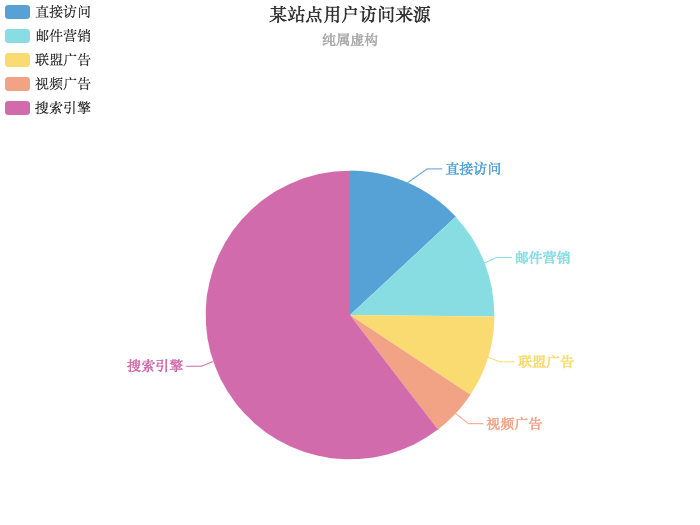 某站点用户访问来源
纯属虚构
直接访问
邮件营销
联盟广告
视频广告
搜索引擎
直接访问
邮件营销
联盟广告
视频广告
搜索引擎